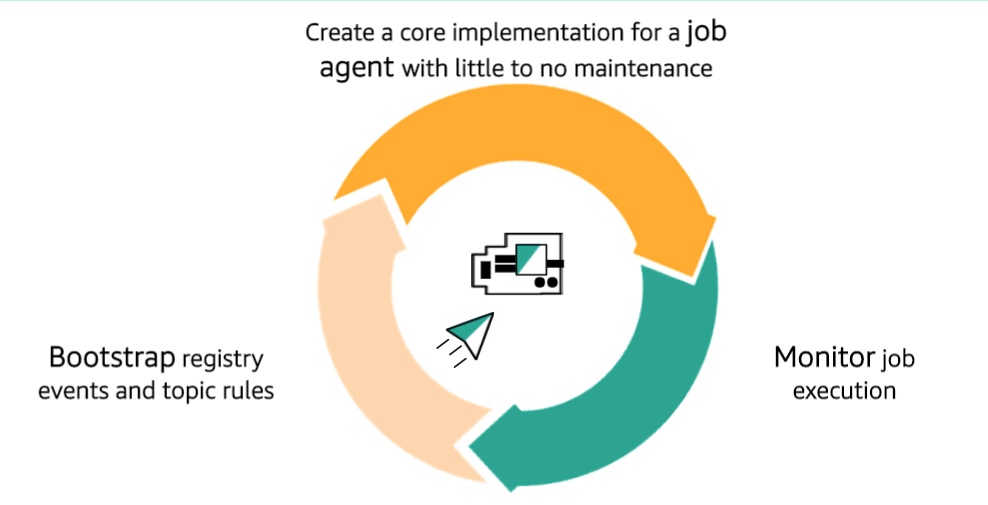 Create a core implementation for a job
agent with little to no maintenance
Bootstrap registry
events and topic rules
Monitor job
execution